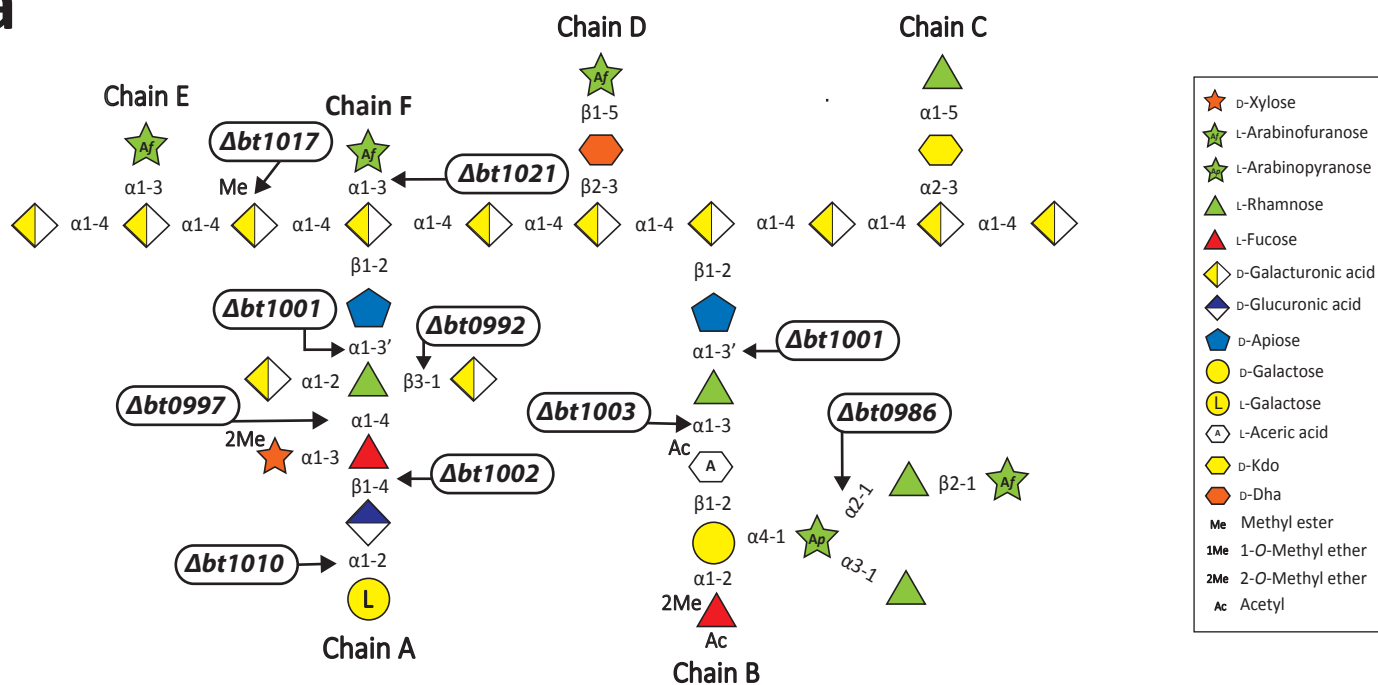 a
Chain D
Chain C
Chain E
Chain F
Af
β1-5
α1-5
Δbt1017
Af
Af
Δbt1021
α1-3
Me
α1-3
β2-3
α2-3
α1-4 α1-4 α1-4 α1-4 α1-4 α1-4 α1-4 α1-4 α1-4
β1-2
β1-2
Δbt1001
Δbt0992
α1-3’
Δbt1001
α1-3’
α1-2
β3-1
Δbt0997
α1-4
Δbt1003
α1-3
Δbt0986
2Me
α1-3
Ac
A
β1-4
Δbt1002
β1-2
α2-1
β2-1
Af
α4-1
Ap
α3-1
Δbt1010
α1-2
α1-2
L
2Me
Ac
Chain A
Chain B
D-Xylose
Af L-Arabinofuranose
Ap L-Arabinopyranose
L-Rhamnose
L-Fucose
D-Galacturonic acid
D-Glucuronic acid
D-Apiose
D-Galactose
L L-Galactose
A L-Aceric acid
D-Kdo
D-Dha
Me Methyl ester
1Me 1-O-Methyl ether
2Me 2-O-Methyl ether
Ac Acetyl